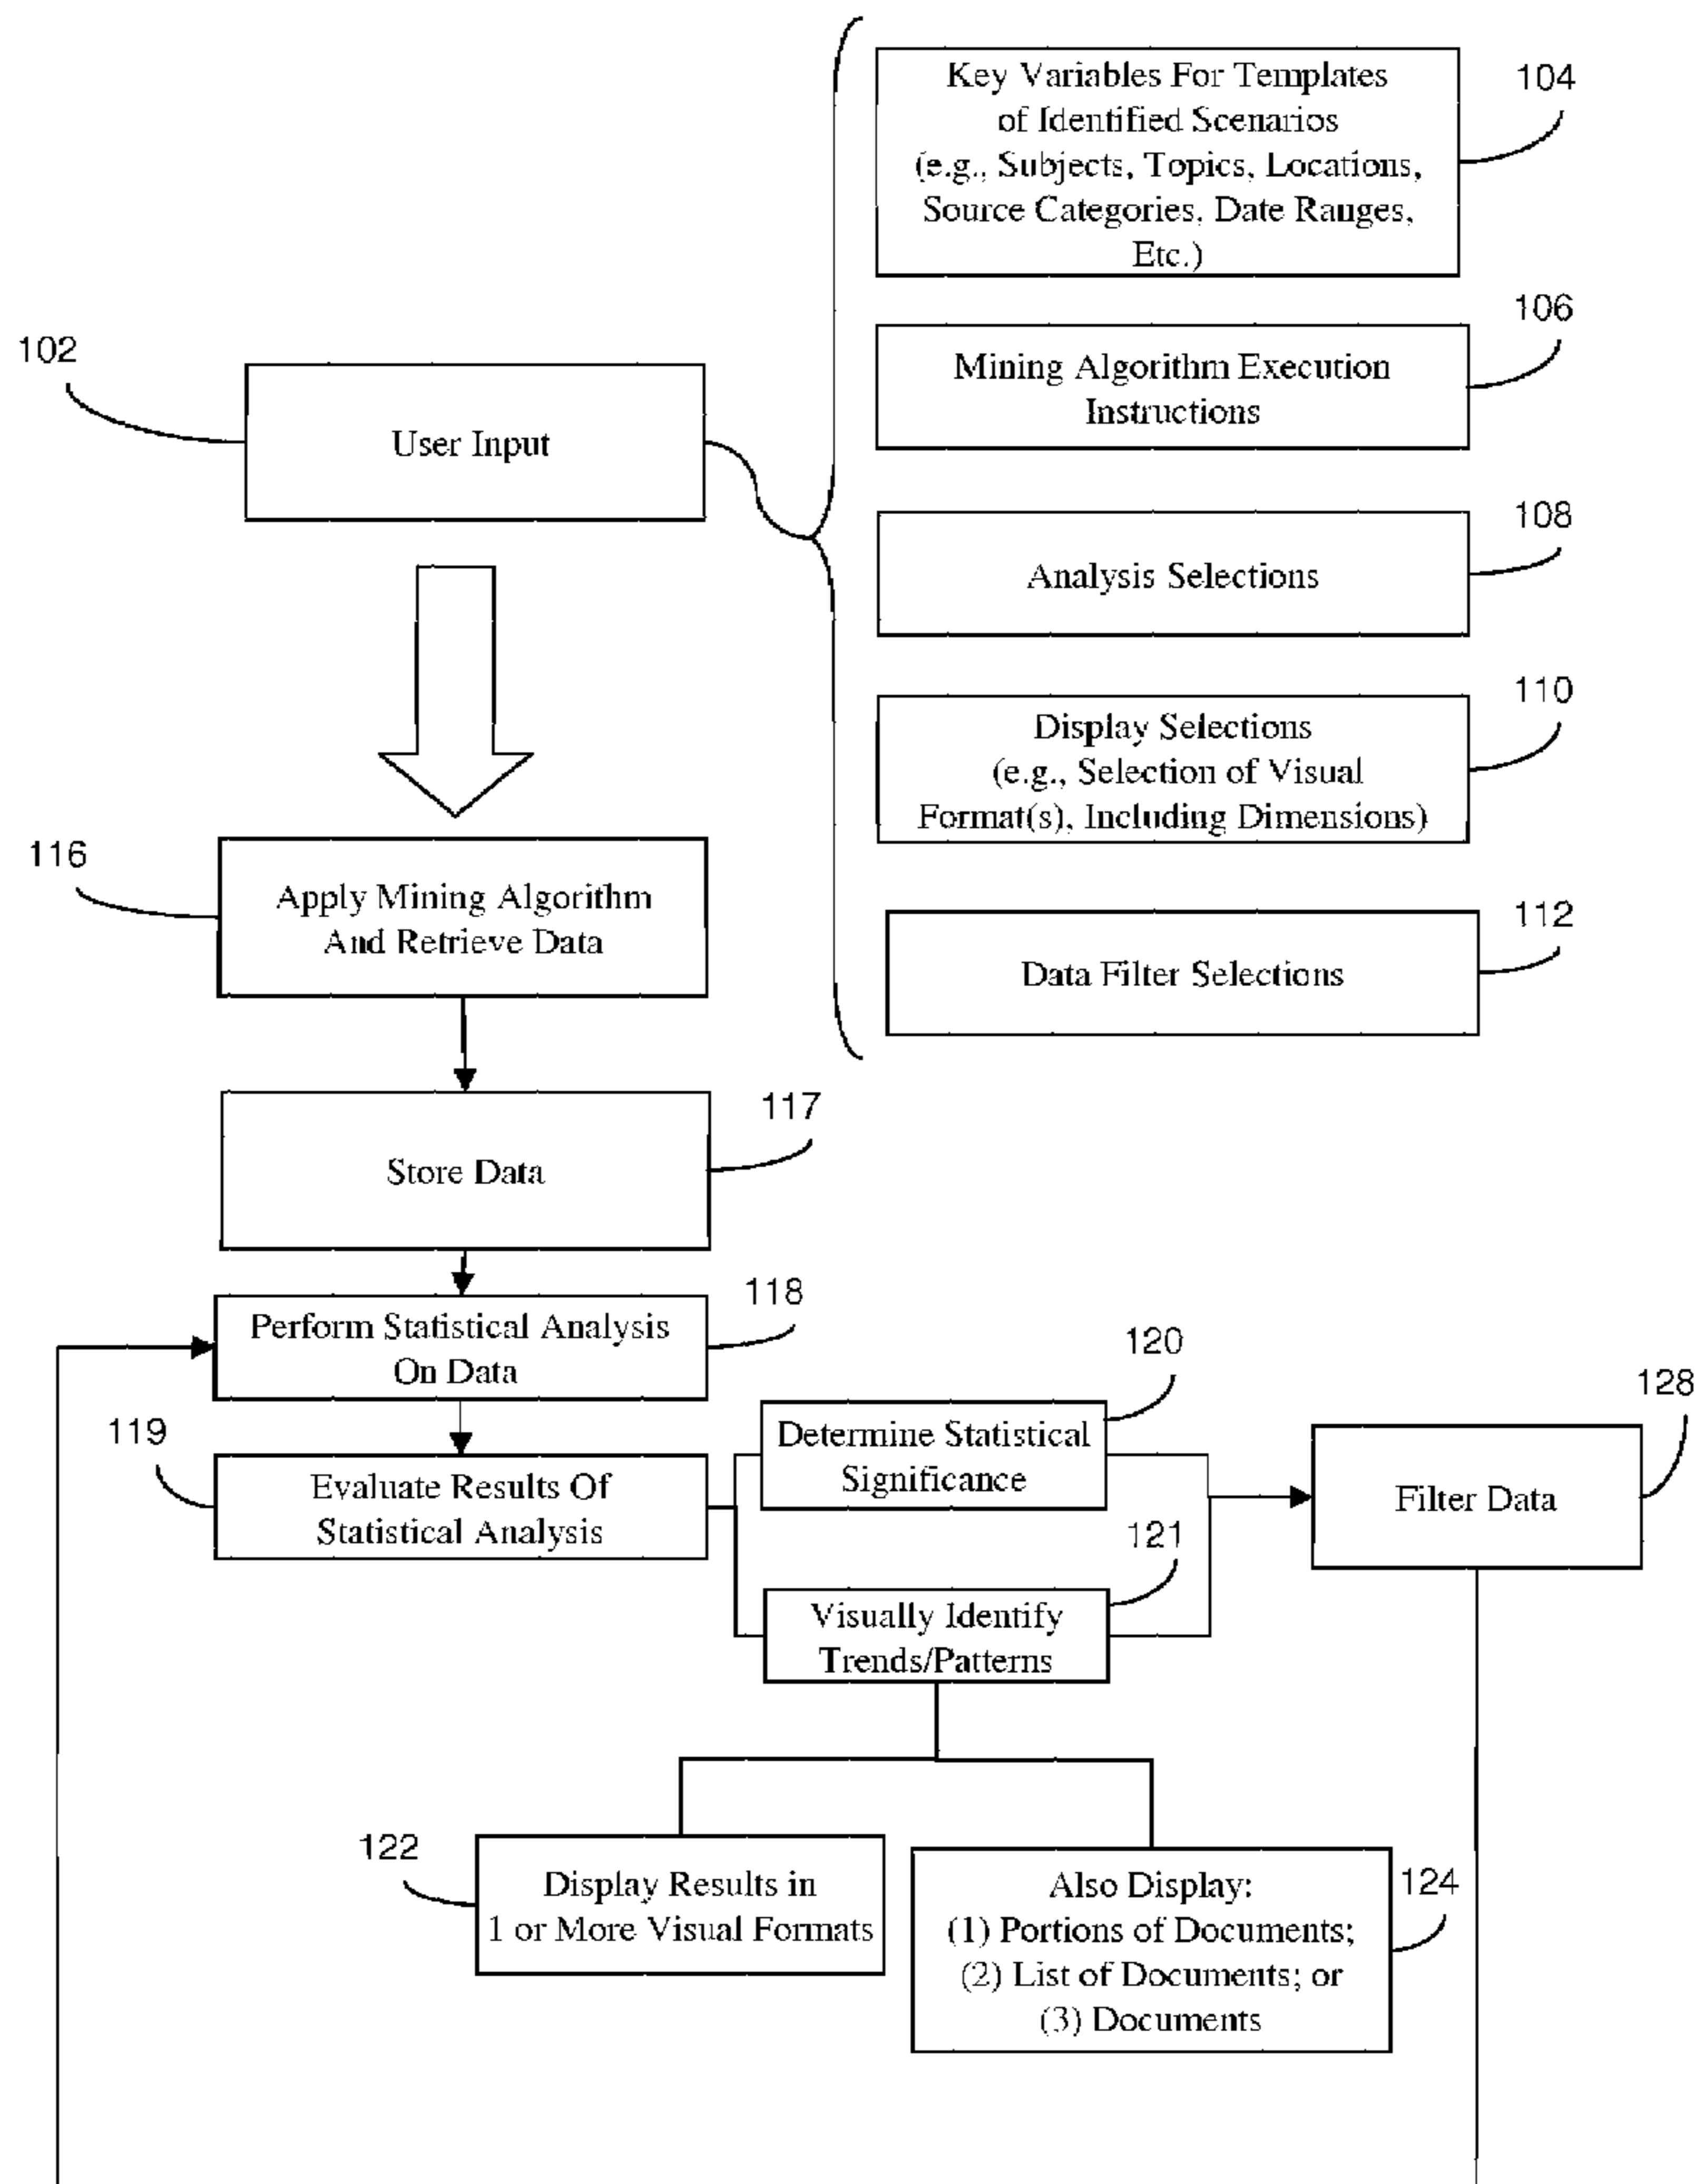 Key Variables For Templates
of Identified Scenarios
(e.g., Subjects, Topics, Locations,
Source Categories, Date Ranges,
Etc.)
104
106
Mining Algorithm Execution
Instructions
102
User Input
108
Analysis Selections
110
Display Selections
(e.g., Selection of Visual
Format(s), Including Dimensions)
116
Apply Mining Algorithm
And Retrieve Data
112
Data Filter Selections
117
Store Data
118
Perform Statistical Analysis
On Data
120
Determine Statistical
Significance
128
Filter Data
119
Evaluate Results Of
Statistical Analysis
121
Visually Identify
Trends/Patterns
122
Display Results in
1 or More Visual Formats
124
Also Display:
(1) Portions of Documents;
(2) List of Documents; or
(3) Documents